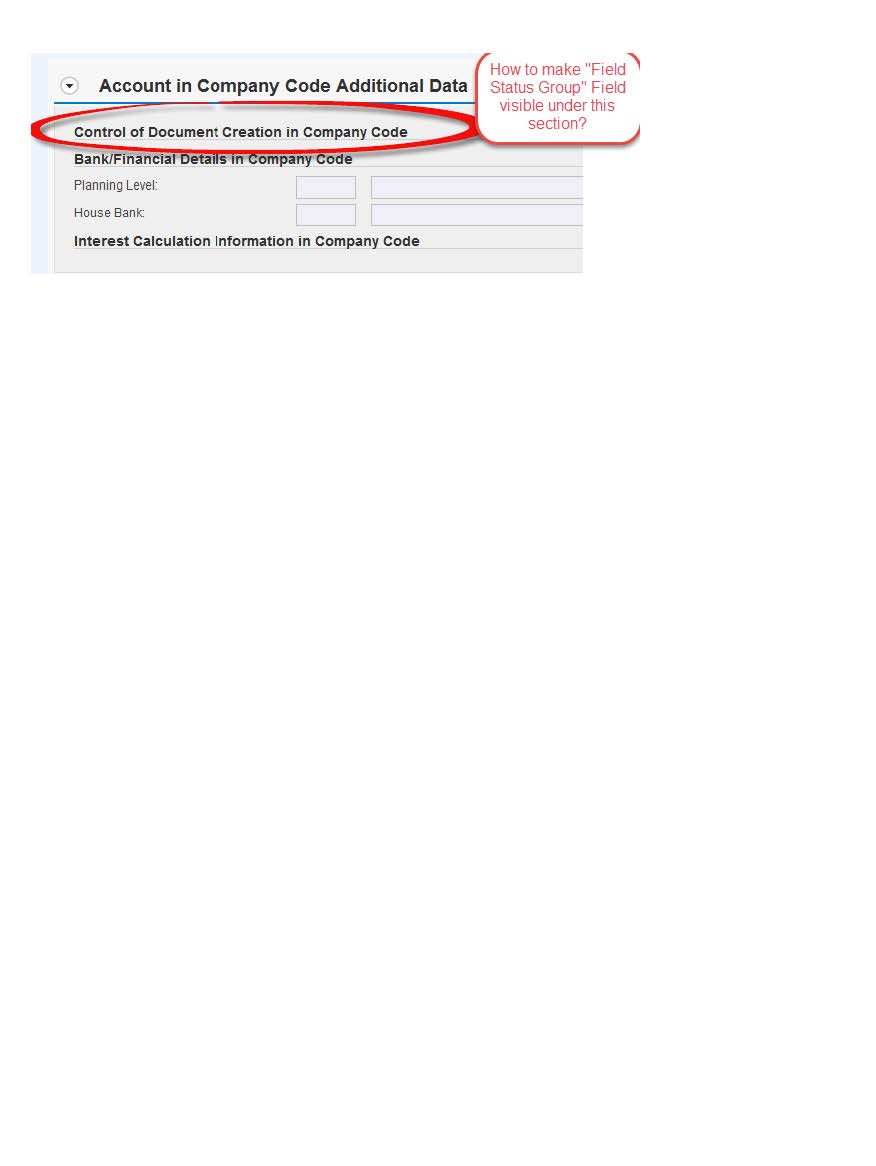 Account in Company Code Additional Data
How to make "Field
Status Group" Field
visible under this
section?
Control of Document Creation in Company Code
Bank/Financial Details in Company Code
Planning Level:
House Bank:
Interest Calculation Information in Company Code